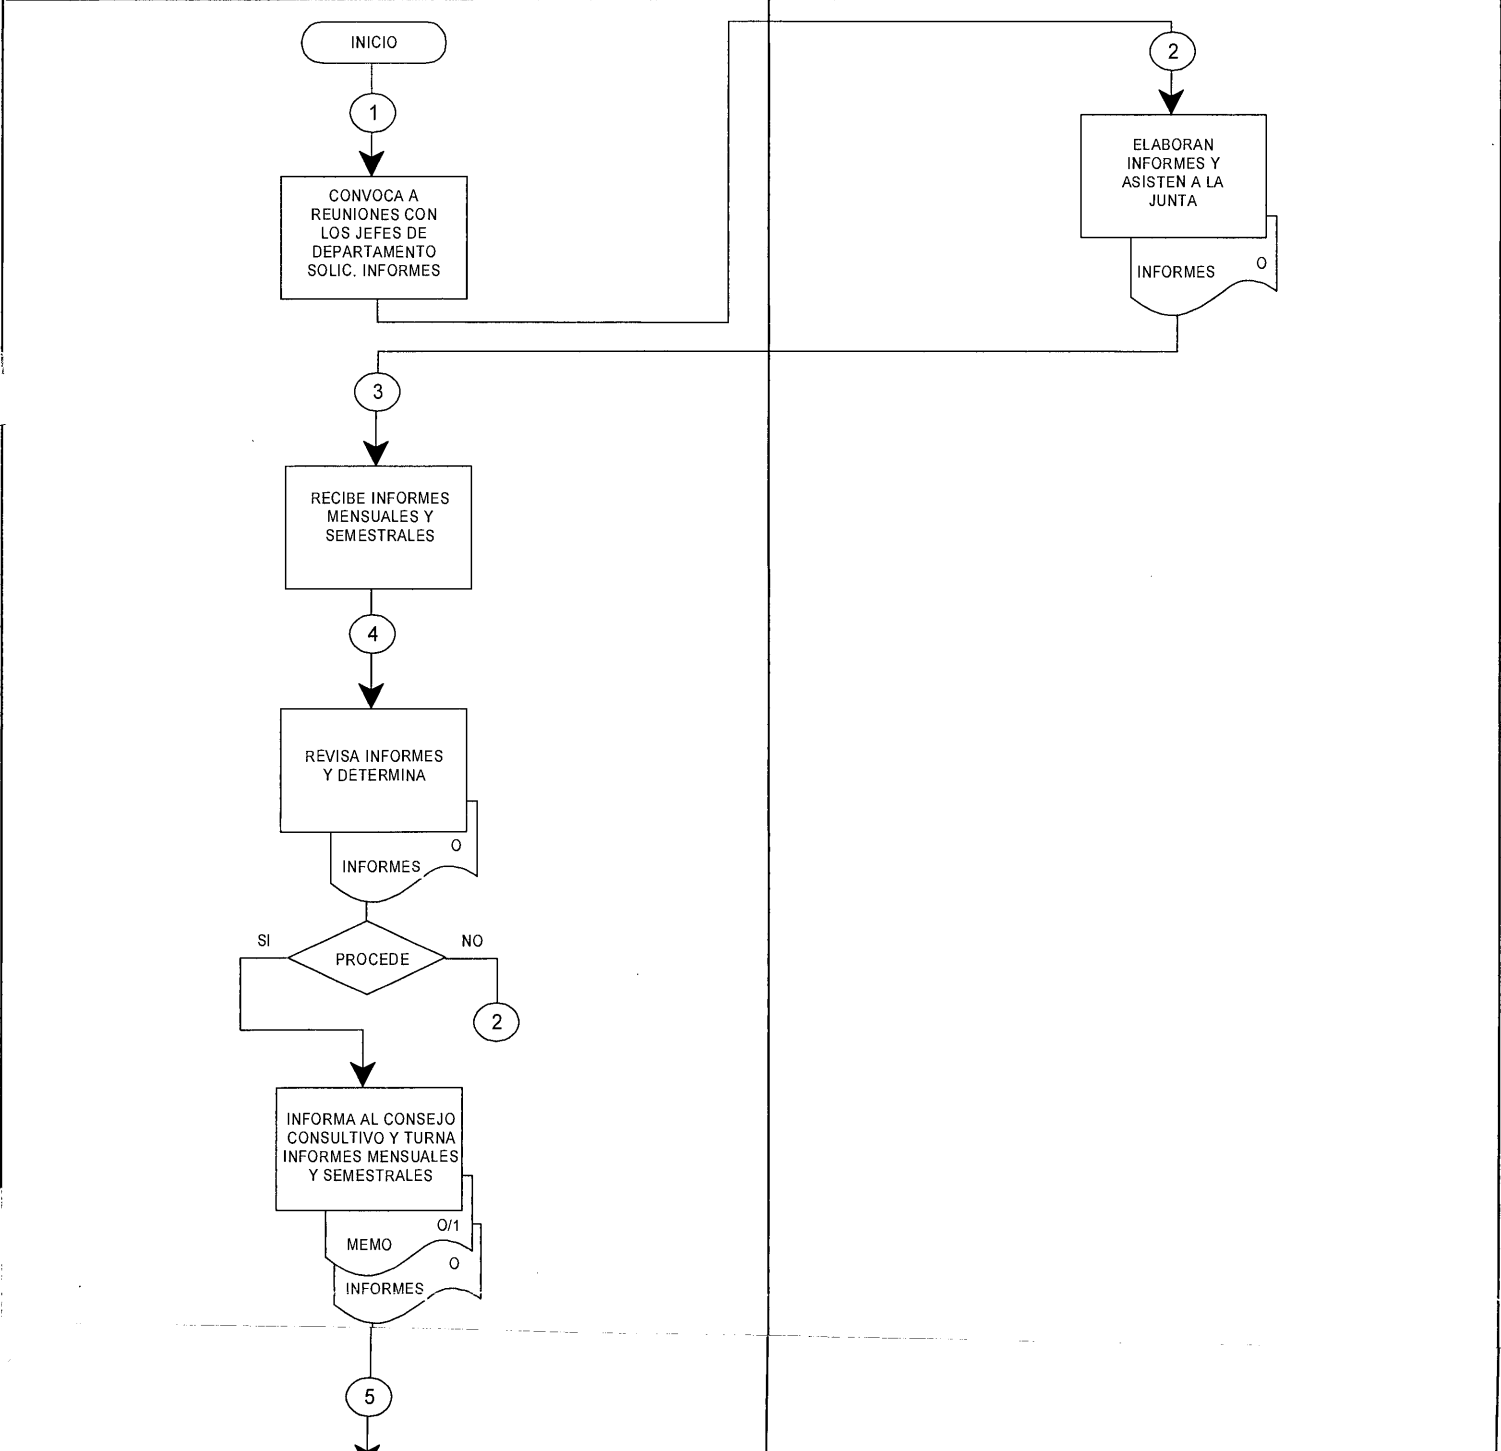 INICIO
1
CONVOCA A
REUNIONES CON
LOS JEFES DE
DEPARTAMENTO
SOLIC. INFORMES
2
ELABORAN
INFORMES Y
ASISTEN A LA
JUNTA
O
INFORMES
3
RECIBE INFORMES
MENSUALES Y
SEMESTRALES
4
REVISA INFORMES
Y DETERMINA
O
INFORMES
SI
NO
PROCEDE
2
INFORMA AL CONSEJO
CONSULTIVO Y TURNA
INFORMES MENSUALES
Y SEMESTRALES
O/1
MEMO
O
INFORMES
5